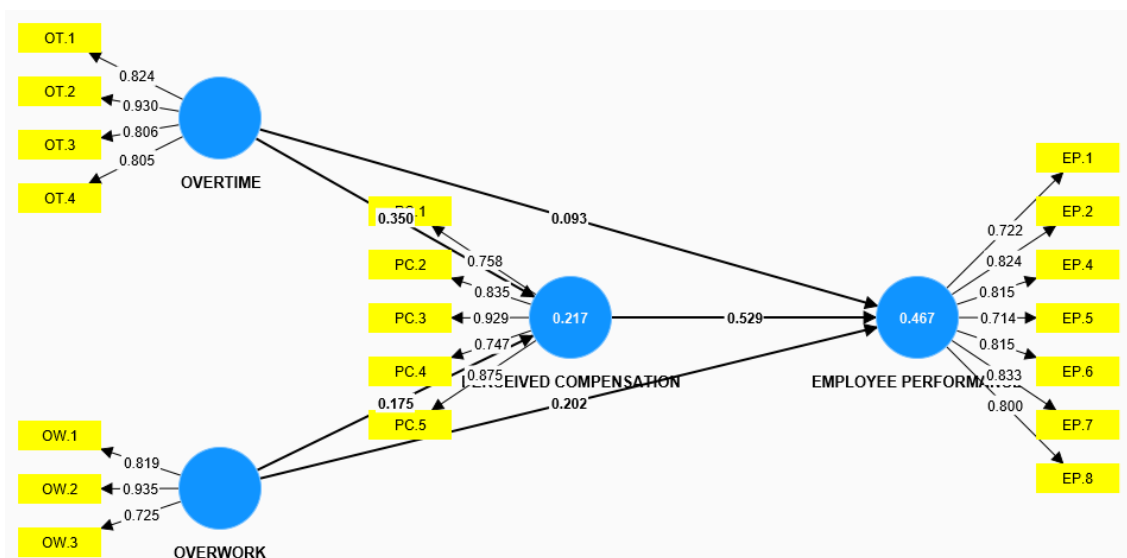 OT.1
0.824
OT.2
0.930
OT.3
0.806
0.805
OT.4
OVERTIME
0.350
0.093
PC.2
0.758
0.835
PC.3
0.929
0.747
PC.4
0.875
PC.5
0.217
COMPENSATION
0.529
0.175
0.202
OW.1
0.819
OW.2
0.935
0.725
OW.3
OVERWORK
0.467
EMPLOYEE
EP.1
0.722
EP.2
0.824
EP.4
0.815
0.714
EP.5
0.815
EP.6
0.833
0.800
EP.7
EP.8